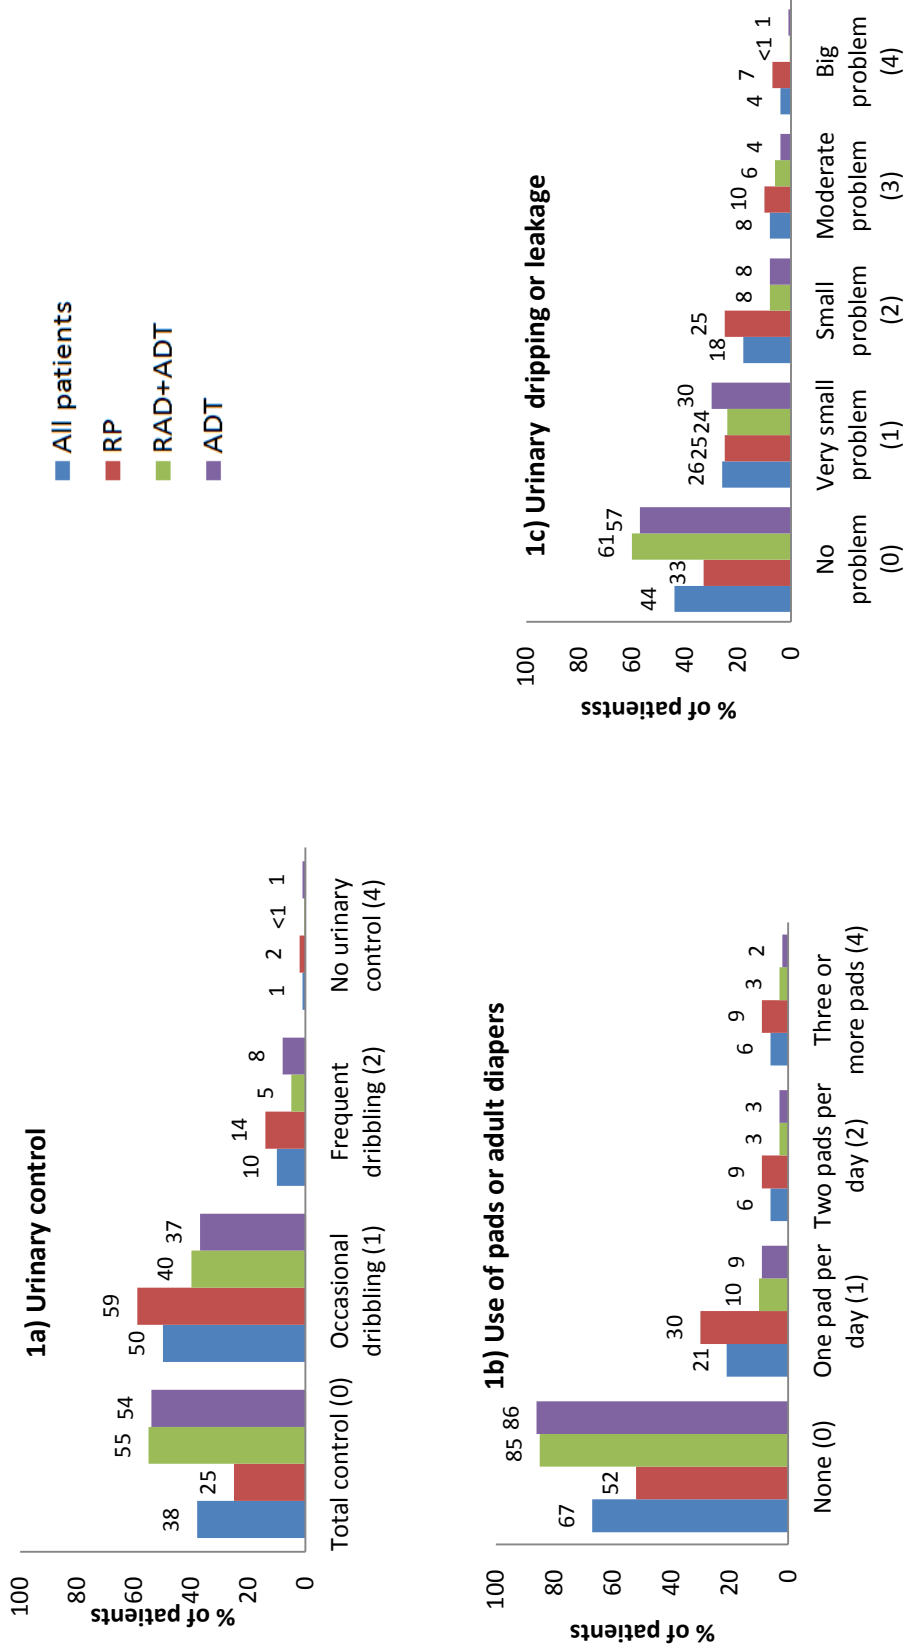 1a) Urinary control
% of patients
100
80
60
40
20
0
38
25
55
54
50
59
40
37
10
14
5
8
1
2
<1
1
Total control (0)
Occasional
dribbling (1)
Frequent
dribbling (2)
No urinary
control (4)
All patients
RP
RAD+ADT
ADT
1b) Use of pads or adult diapers
% of patients
100
80
60
40
20
0
67
52
85
86
21
30
10
9
6
9
3
3
6
9
3
2
None (0)
One pad per
day (1)
Two pads per
day (2)
Three or
more pads (4)
1c) Urinary dripping or leakage
% of patientss
100
80
60
40
20
0
44
33
61
57
26
25
24
30
18
25
8
8
8
10
6
4
4
7
<1
1
No
problem
(0)
Very small
problem
(1)
Small
problem
(2)
Moderate
problem
(3)
Big
problem
(4)